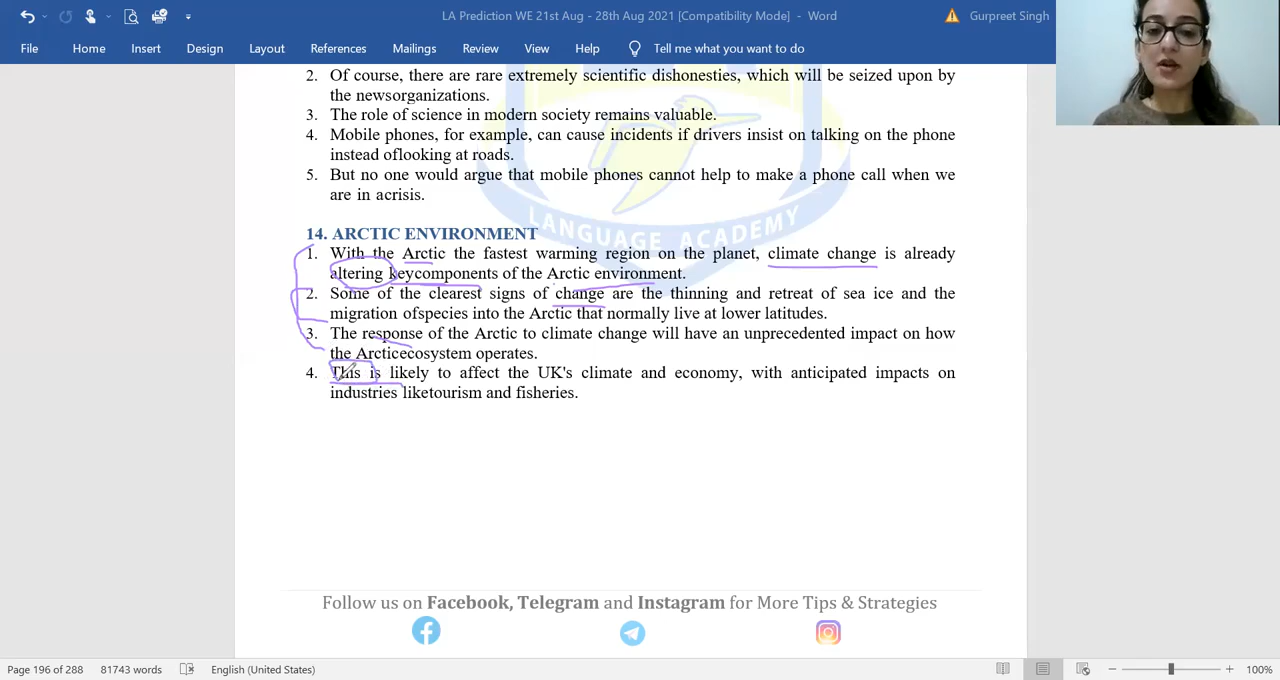 LA Prediction WE 21st Aug - 28th Aug 2021 [Compatibility Mode] - Word
Gurpreet Singh
File Home Insert Design Layout References Mailings Review View Help Tell me what you want to do
2. Of course, there are rare extremely scientific dishonesties, which will be seized upon by
the newsorganizations.
3. The role of science in modern society remains valuable.
4. Mobile phones, for example, can cause incidents if drivers insist on talking on the phone
instead oflooking at roads.
5. But no one would argue that mobile phones cannot help to make a phone call when we
are in acrisis.
LANGUAGE ACADEMY
14. ARCTIC ENVIRONMENT
1. With the Arctic the fastest warming region on the planet, climate change is already
altering keycomponents of the Arctic environment.
2. Some of the clearest signs of change are the thinning and retreat of sea ice and the
migration ofspecies into the Arctic that normally live at lower latitudes.
3. The response of the Arctic to climate change will have an unprecedented impact on how
the Arcticecosystem operates.
4. This is likely to affect the UK's climate and economy, with anticipated impacts on
industries liketourism and fisheries.
Follow us on Facebook, Telegram and Instagram for More Tips & Strategies
Page 196 of 288 81743 words English (United States) 100%